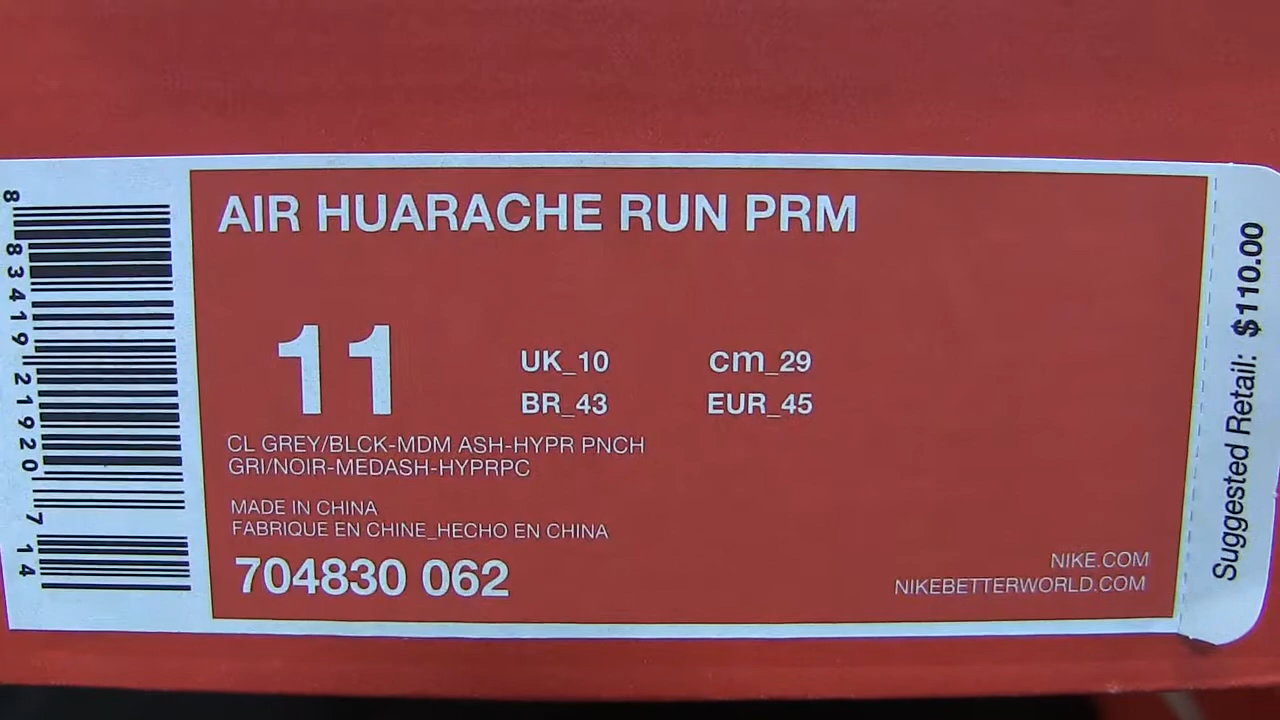 AIR HUARACHE RUN PRM
11
UK_10
cm_29
BR_43
EUR_45
CL GREY/BLCK-MDM ASH-HYPR PNCH
GRI/NOIR-MEDASH-HYPRPC
MADE IN CHINA
FABRIQUE EN CHINE_HECHO EN CHINA
704830 062
NIKE.COM
NIKEBETTERWORLD.COM
8 83419 21920 7 14
Suggested Retail: $110.00